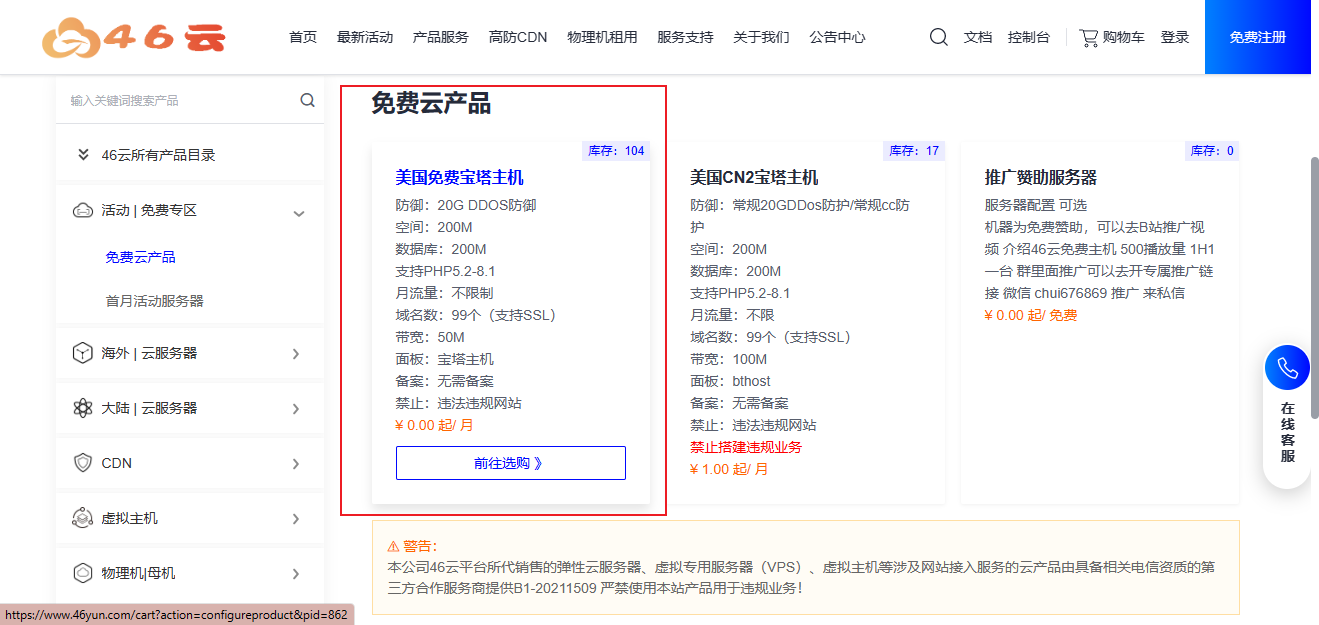 46云
首页 最新活动 产品服务 高防CDN 物理机租用 服务支持 关于我们 公告中心 文档 控制台 购物车 登录 免费注册
输入关键词搜索产品
46云所有产品目录
活动 | 免费专区
免费云产品
首月活动服务器
海外 | 云服务器
大陆 | 云服务器
CDN
虚拟主机
物理机|母机
免费云产品
库存：104
美国免费宝塔主机
防御：20G DDOS防御
空间：200M
数据库：200M
支持PHP5.2-8.1
月流量：不限制
域名数：99个（支持SSL）
带宽：50M
面板：宝塔主机
备案：无需备案
禁止：违法违规网站
¥ 0.00 起/ 月
前往选购 》
库存：17
美国CN2宝塔主机
防御：常规20GDDos防护/常规cc防
护
空间：200M
数据库：200M
支持PHP5.2-8.1
月流量：不限
域名数：99个（支持SSL）
带宽：100M
面板：bthost
备案：无需备案
禁止：违法违规网站
禁止搭建违规业务
¥ 1.00 起/ 月
库存：0
推广赞助服务器
服务器配置 可选
机器为免费赞助，可以去B站推广视
频 介绍46云免费主机 500播放量 1H1
一台 群里面推广可以去开专属推广链
接 微信 chui676869 推广 来私信
¥ 0.00 起/ 免费
警告：
本公司46云平台所代销售的弹性云服务器、虚拟专用服务器（VPS）、虚拟主机等涉及网站接入服务的云产品由具备相关电信资质的第
三方合作服务商提供B1-20211509 严禁使用本站产品用于违规业务！
在线客服
https://www.46yun.com/cart?action=configureproduct&pid=862